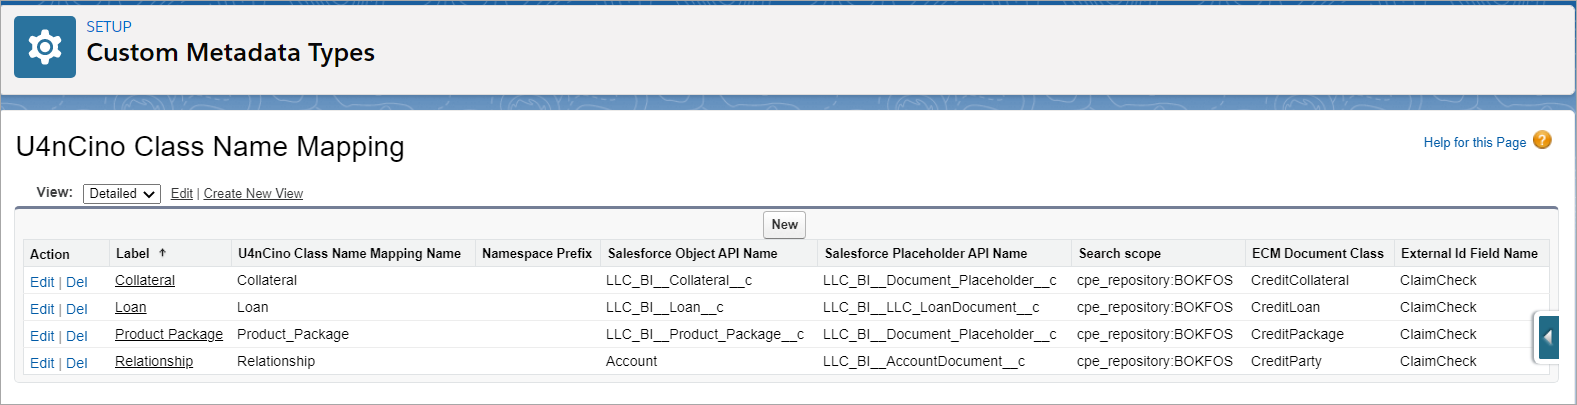 SETUP
Custom Metadata Types
U4nCino Class Name Mapping
Help for this Page ?
View: Detailed Edit | Create New View
New
Action Label ↑ U4nCino Class Name Mapping Name Namespace Prefix Salesforce Object API Name Salesforce Placeholder API Name Search scope ECM Document Class External Id Field Name
Edit | Del Collateral Collateral LLC_BI__Collateral__c LLC_BI__Document_Placeholder__c cpe_repository:BOKFOS CreditCollateral ClaimCheck
Edit | Del Loan Loan LLC_BI__Loan__c LLC_BI__LLC_LoanDocument__c cpe_repository:BOKFOS CreditLoan ClaimCheck
Edit | Del Product Package Product_Package LLC_BI__Product_Package__c LLC_BI__Document_Placeholder__c cpe_repository:BOKFOS CreditPackage ClaimCheck
Edit | Del Relationship Relationship Account LLC_BI__AccountDocument__c cpe_repository:BOKFOS CreditParty ClaimCheck